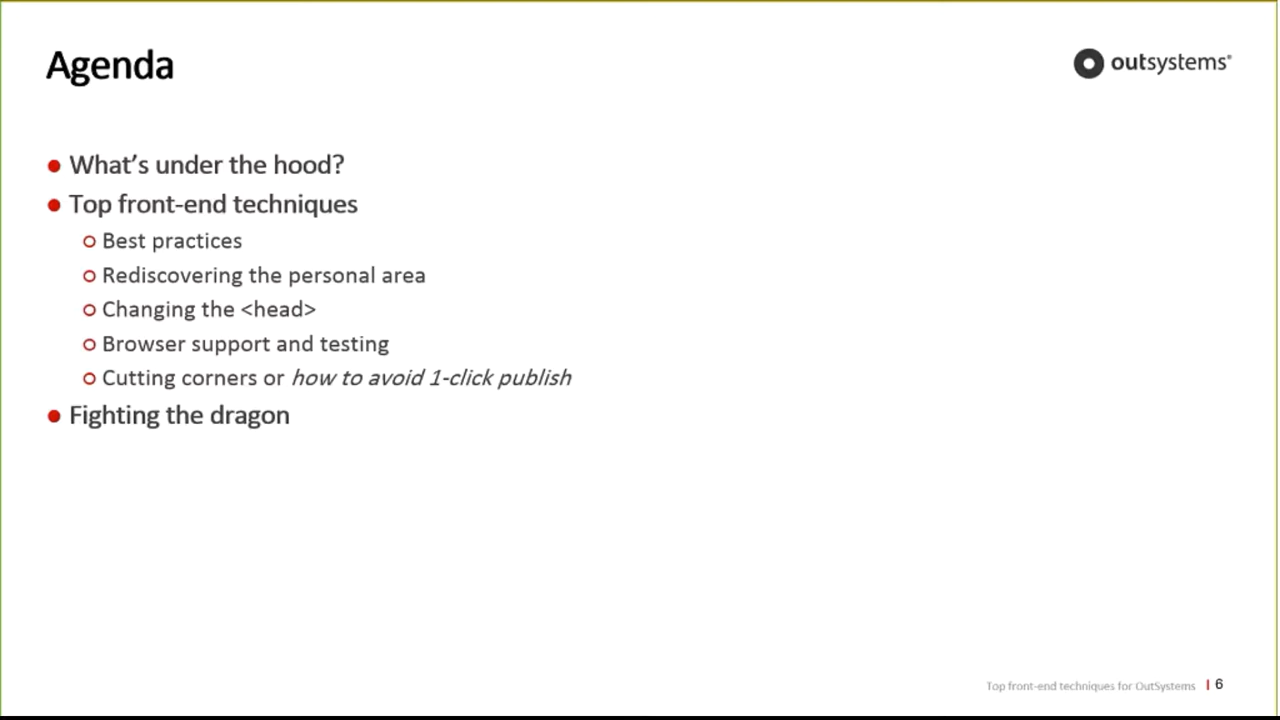 Agenda
outsystems®
What’s under the hood?
Top front-end techniques
Best practices
Rediscovering the personal area
Changing the <head>
Browser support and testing
Cutting corners or how to avoid 1-click publish
Fighting the dragon
Top front-end techniques for OutSystems | 6